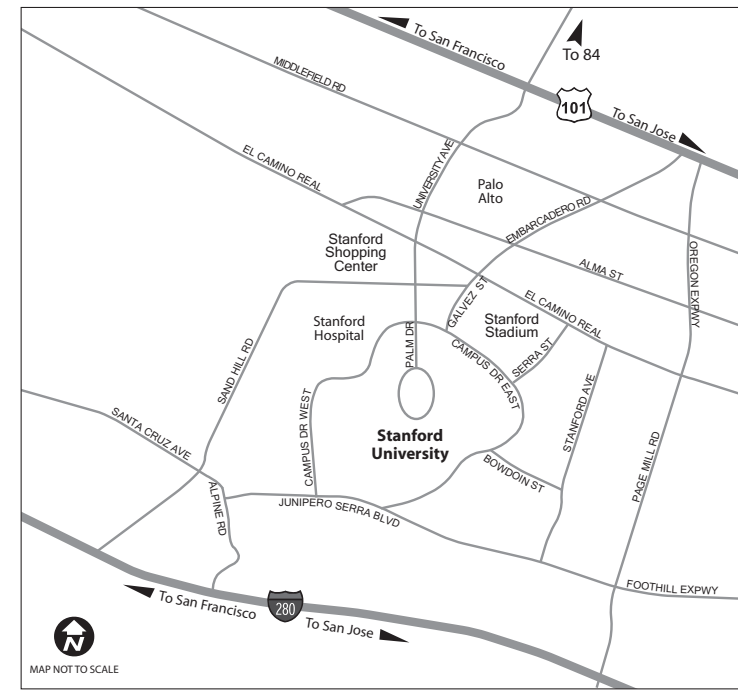 To San Francisco
To 84
MIDDLEFIELD RD
101
To San Jose
EL CAMINO REAL
UNIVERSITY AVE
Palo
Alto
EMBARCADERO RD
Stanford
Shopping
Center
ALMA ST
OREGON EXPWY
GALVEZ ST
EL CAMINO REAL
Stanford
Hospital
Stanford
Stadium
PALM DR
SERRA ST
CAMPUS DR EAST
SAND HILL RD
STANFORD AVE
CAMPUS DR WEST
SANTA CRUZ AVE
Stanford
University
PAGE MILL RD
BOWDOIN ST
ALPINE RD
JUNIPERO SERRA BLVD
FOOTHILL EXPWY
To San Francisco
280
To San Jose
N
MAP NOT TO SCALE